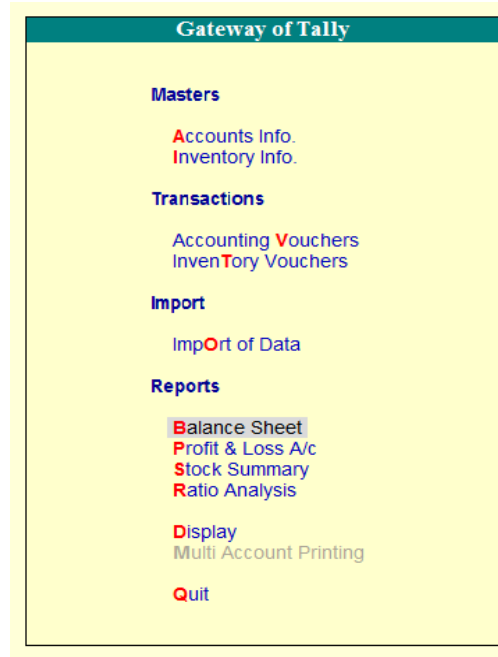 Gateway of Tally
Masters
Accounts Info.
Inventory Info.
Transactions
Accounting Vouchers
InvenTory Vouchers
Import
ImpOrt of Data
Reports
Balance Sheet
Profit & Loss A/c
Stock Summary
Ratio Analysis
Display
Multi Account Printing
Quit